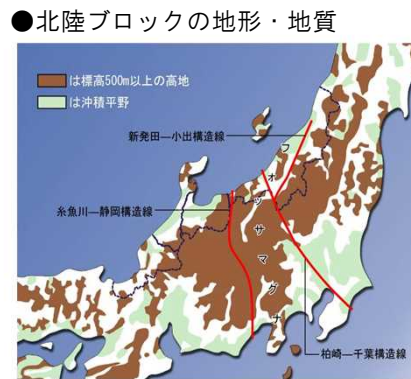 ●北陸ブロックの地形・地質
は標高500m以上の高地
は沖積平野
新発田―小出構造線
フォッサマグナ
糸魚川―静岡構造線
柏崎―千葉構造線